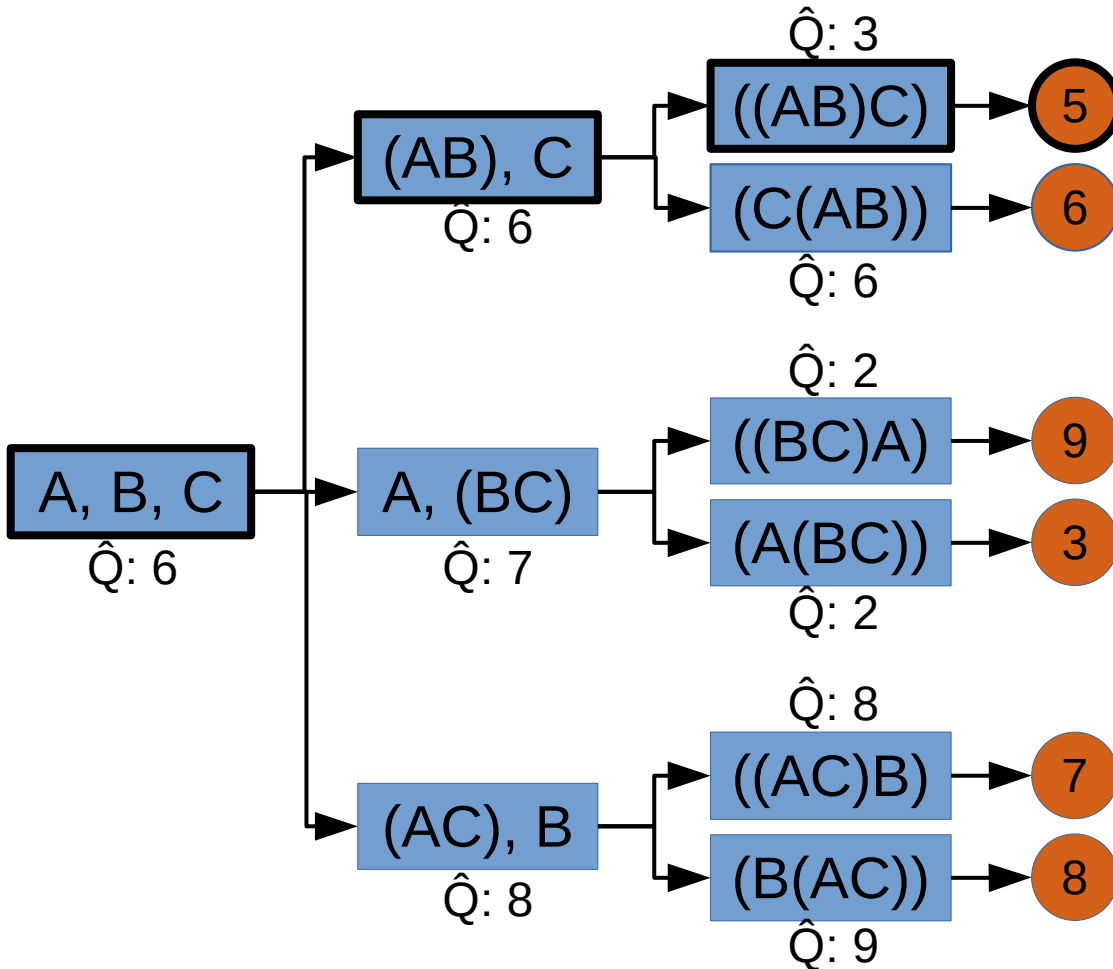 Q̂: 3
((AB)C)
5
(AB), C
Q̂: 6
(C(AB))
6
Q̂: 6
A, B, C
Q̂: 6
A, (BC)
Q̂: 7
Q̂: 2
((BC)A)
9
(A(BC))
3
Q̂: 2
(AC), B
Q̂: 8
Q̂: 8
((AC)B)
7
(B(AC))
8
Q̂: 9